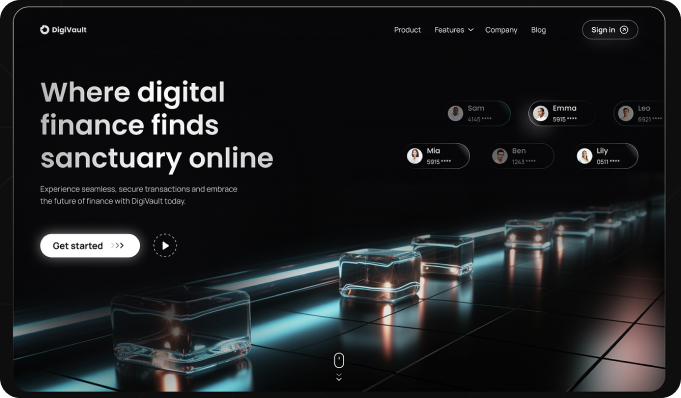 DigiVault
Product Features Company Blog
Sign in
Where digital
finance finds
sanctuary online
Experience seamless, secure transactions and embrace
the future of finance with DigiVault today.
Get started
Sam
4145 ****
Emma
5915 ****
Leo
6921 ****
Mia
5915 ****
Ben
1243 ****
Lily
0511 ****